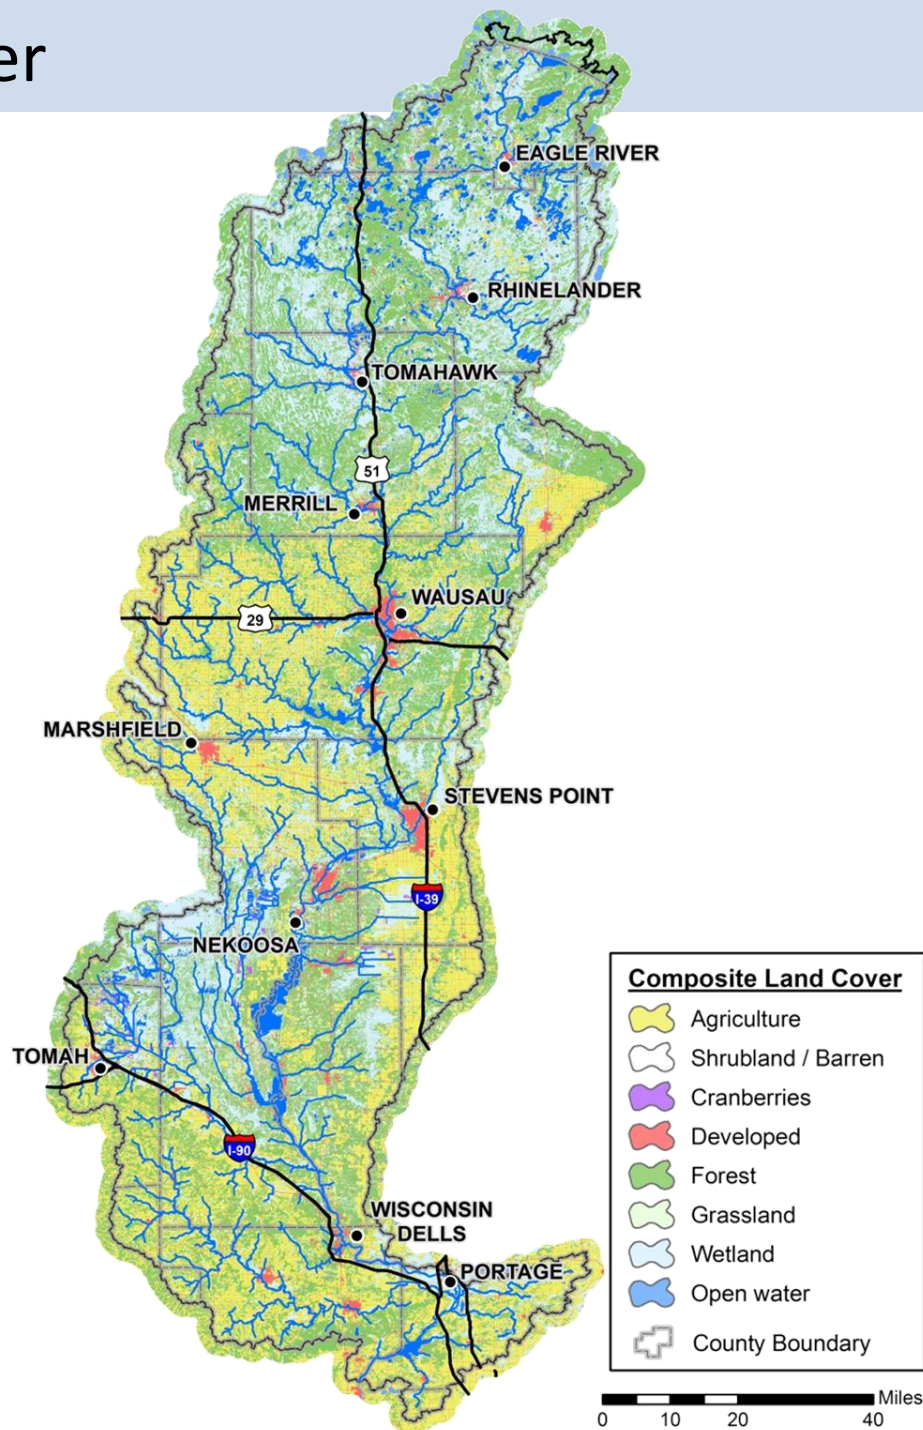 er
EAGLE RIVER
RHINELANDER
TOMAHAWK
51
MERRILL
WAUSAU
29
MARSHFIELD
STEVENS POINT
I-39
NEKOOSA
TOMAH
I-90
WISCONSIN
DELLS
PORTAGE
Composite Land Cover
Agriculture
Shrubland / Barren
Cranberries
Developed
Forest
Grassland
Wetland
Open water
County Boundary
Miles
0 10 20 40